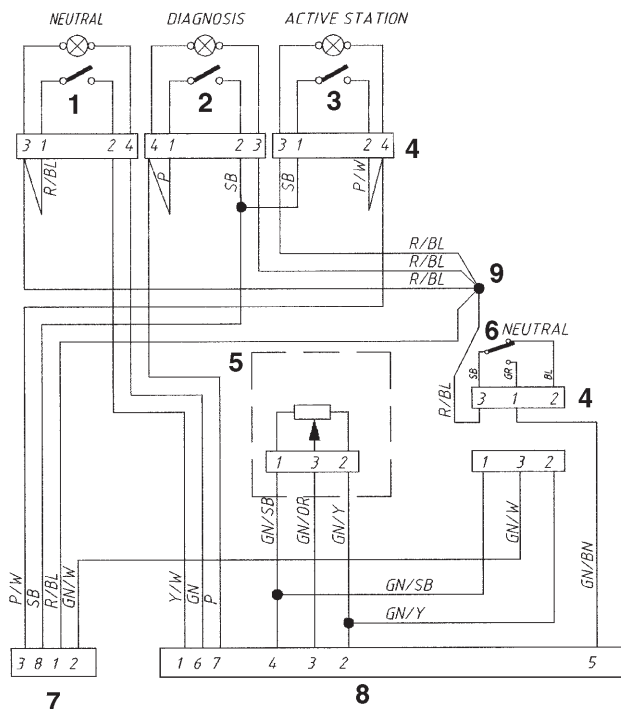 NEUTRAL DIAGNOSIS ACTIVE STATION
1 2 3
3 1 2 4 4 1 2 3 3 1 2 4 4
R/BL P SB SB P/W
R/BL
R/BL
R/BL 9
6 NEUTRAL
5
SB GR BL
R/BL
3 1 2 4
1 3 2 1 3 2
GN/SB GN/OR GN/Y GN/W
GN/SB
GN/BN
P/W SB R/BL GN/W Y/W GN P
GN/Y
3 8 1 2 1 6 7 4 3 2 5
7 8